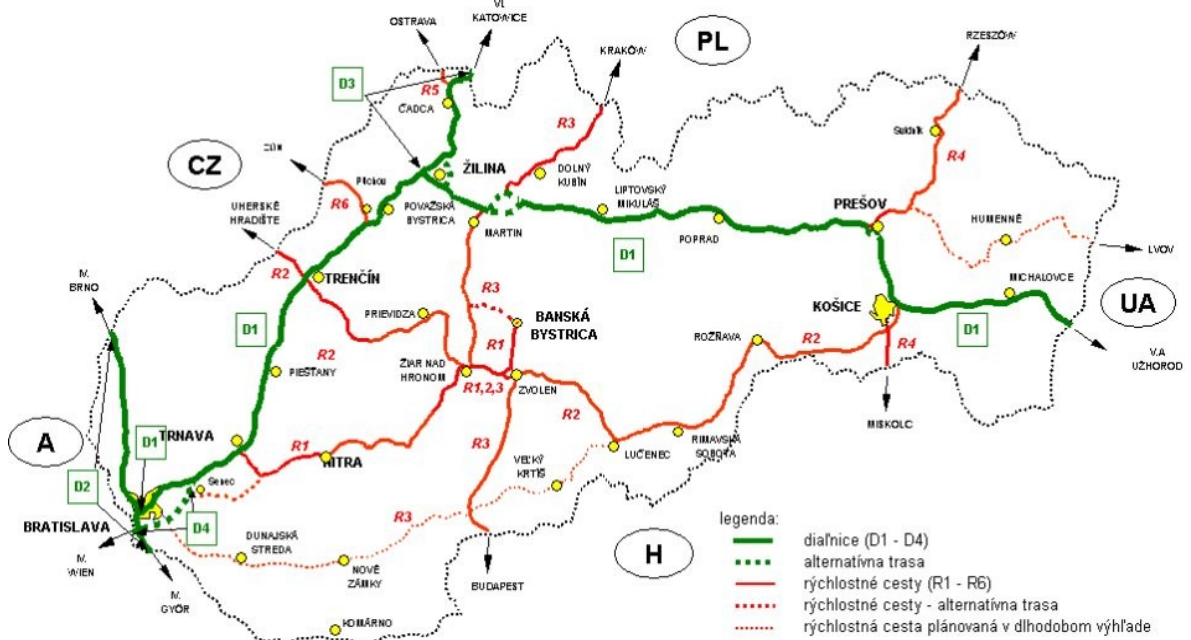 VI.
KATOWICE
OSTRAVA
PL
RZESZÓW
KRAKÓW
D3
R5
ČADCA
R3
Svidník
R4
CZ
ŽILINA
DOLNÝ
KUBÍN
LIPTOVSKÝ
MIKULÁŠ
R6
POVAŽSKÁ
BYSTRICA
PREŠOV
HUMENNÉ
UHERSKÉ
HRADIŠTE
MARTIN
POPRAD
LVOV
R2
TRENČÍN
D1
MICHALOVCE
IV.
BRNO
R3
KOŠICE
UA
D1
PRIEVIDZA
BANSKÁ
BYSTRICA
ROŽŇAVA
R2
D1
R2
R1
R4
V.A
UŽHOROD
PIEŠŤANY
ŽIAR NAD
HRONOM
R1,2,3
ZVOLEN
R2
MISKOLC
A
D1
TRNAVA
R1
NITRA
R3
LUČENEC
RIMAVSKÁ
SOBOTA
D2
Senec
VEĽKÝ
KRTÍŠ
BRATISLAVA
D4
R3
H
IV.
WIEN
DUNAJSKÁ
STREDA
NOVÉ
ZÁMKY
BUDAPEST
IV.
GYÖR
KOMÁRNO
legenda:
diaľnice (D1 - D4)
alternatívna trasa
rýchlostné cesty (R1 - R6)
rýchlostné cesty - alternatívna trasa
rýchlostná cesta plánovaná v dlhodobom výhľade